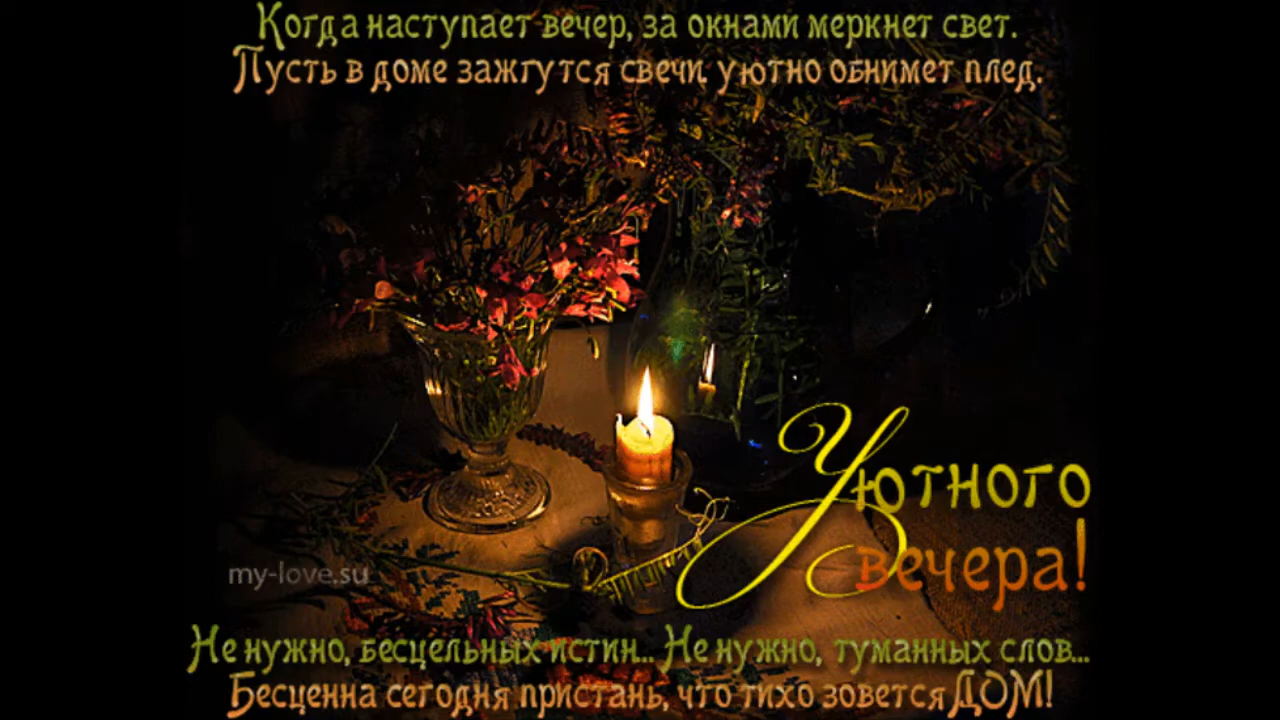 Когда наступает вечер, за окнами меркнет свет.
Пусть в доме зажгутся свечи, уютно обнимет плед.
Уютного
вечера!
my-love.su
Не нужно, бесцельных истин... Не нужно, туманных слов...
Бесценна сегодня пристань, что тихо зовется ДОМ!